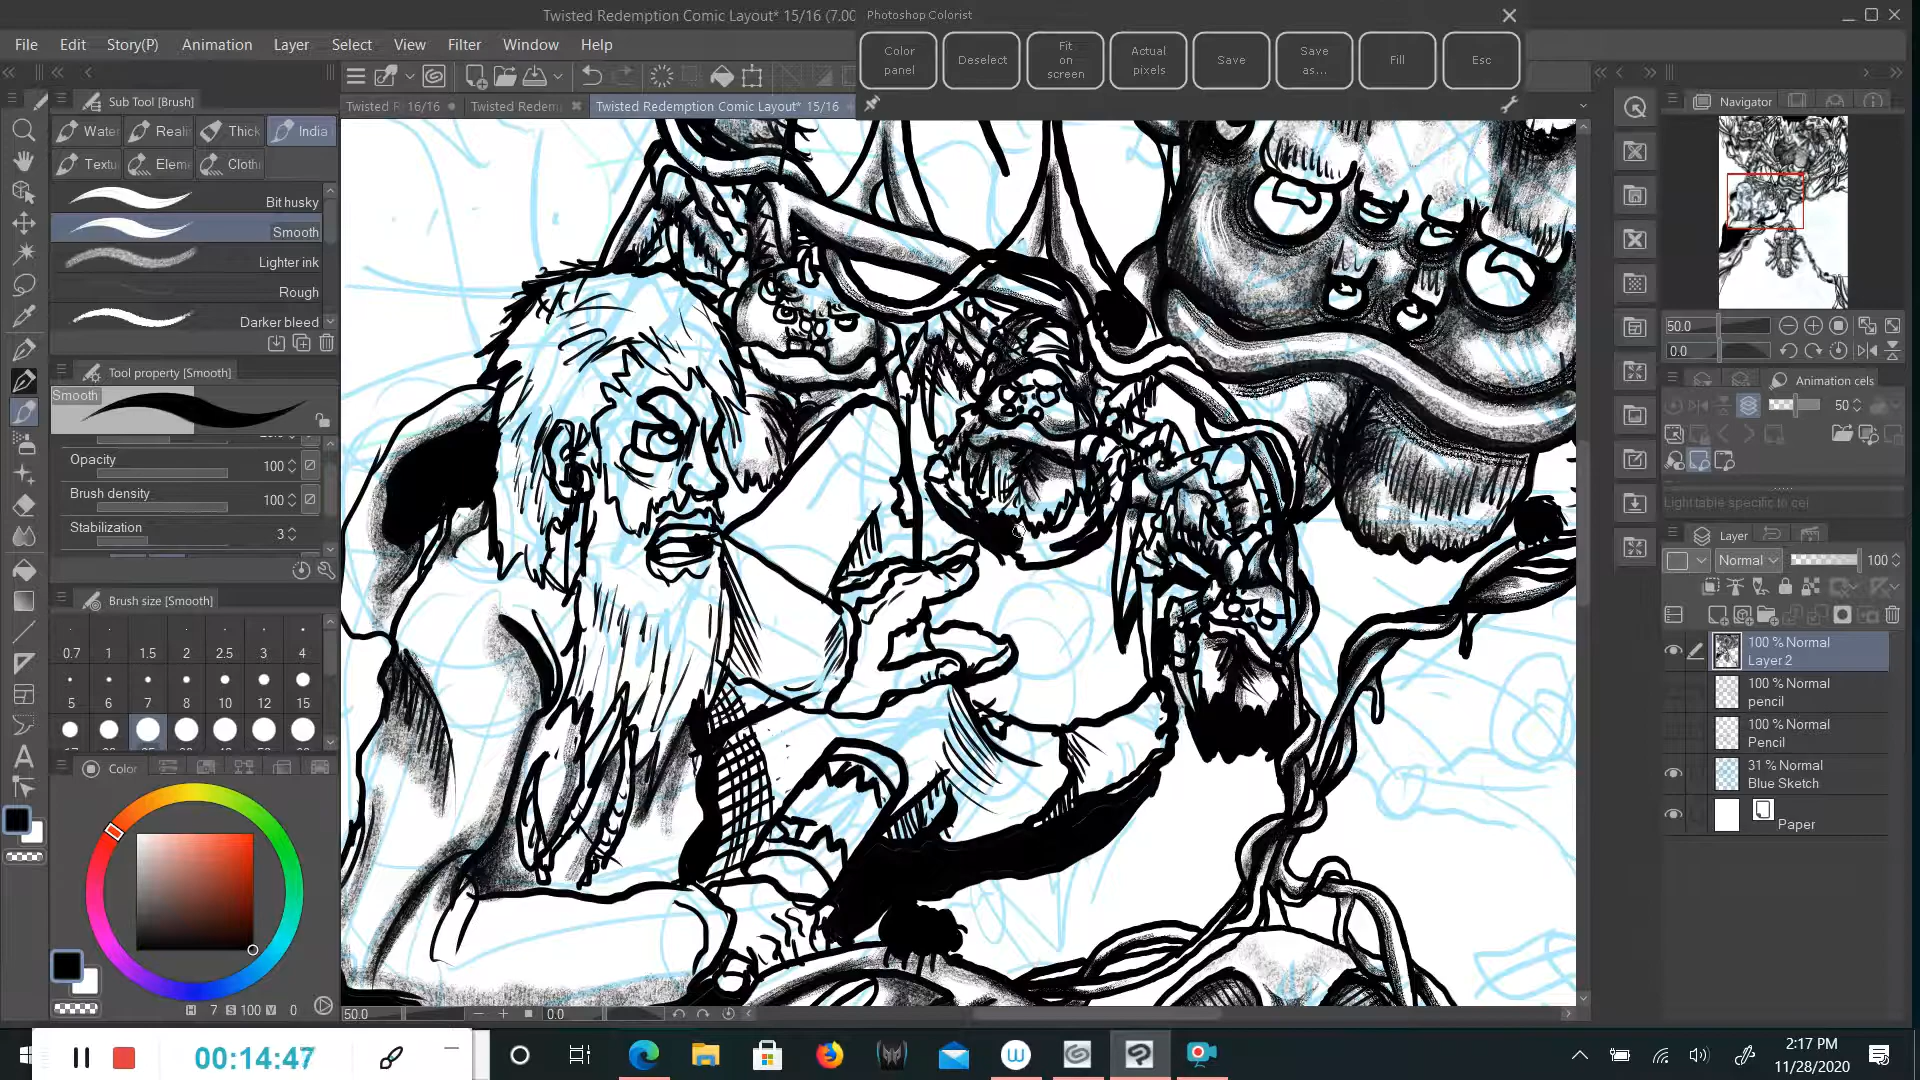 Twisted Redemption Comic Layout* 15/16 (7.00
Photoshop Colorist
File Edit Story(P) Animation Layer Select View Filter Window Help
Color panel
Deselect
Fit on screen
Actual pixels
Save
Save as...
Fill
Esc
Sub Tool [Brush]
Twisted R 16/16
Twisted Redem
Twisted Redemption Comic Layout* 15/16
Navigator
Water
Reali
Thick
India
Textu
Eleme
Cloth
Bit husky
Smooth
Lighter ink
Rough
Darker bleed
Tool property [Smooth]
Smooth
Opacity 100
Brush density 100
Stabilization 3
Brush size [Smooth]
0.7 1 1.5 2 2.5 3 4
5 6 7 8 10 12 15
Color
H 7 S 100 V 0
50.0
0.0
50.0
0.0
Animation cels
50
Light table specific to cel
Layer
Normal 100
100 % Normal
Layer 2
100 % Normal
pencil
100 % Normal
Pencil
31 % Normal
Blue Sketch
Paper
00:14:47
2:17 PM
11/28/2020